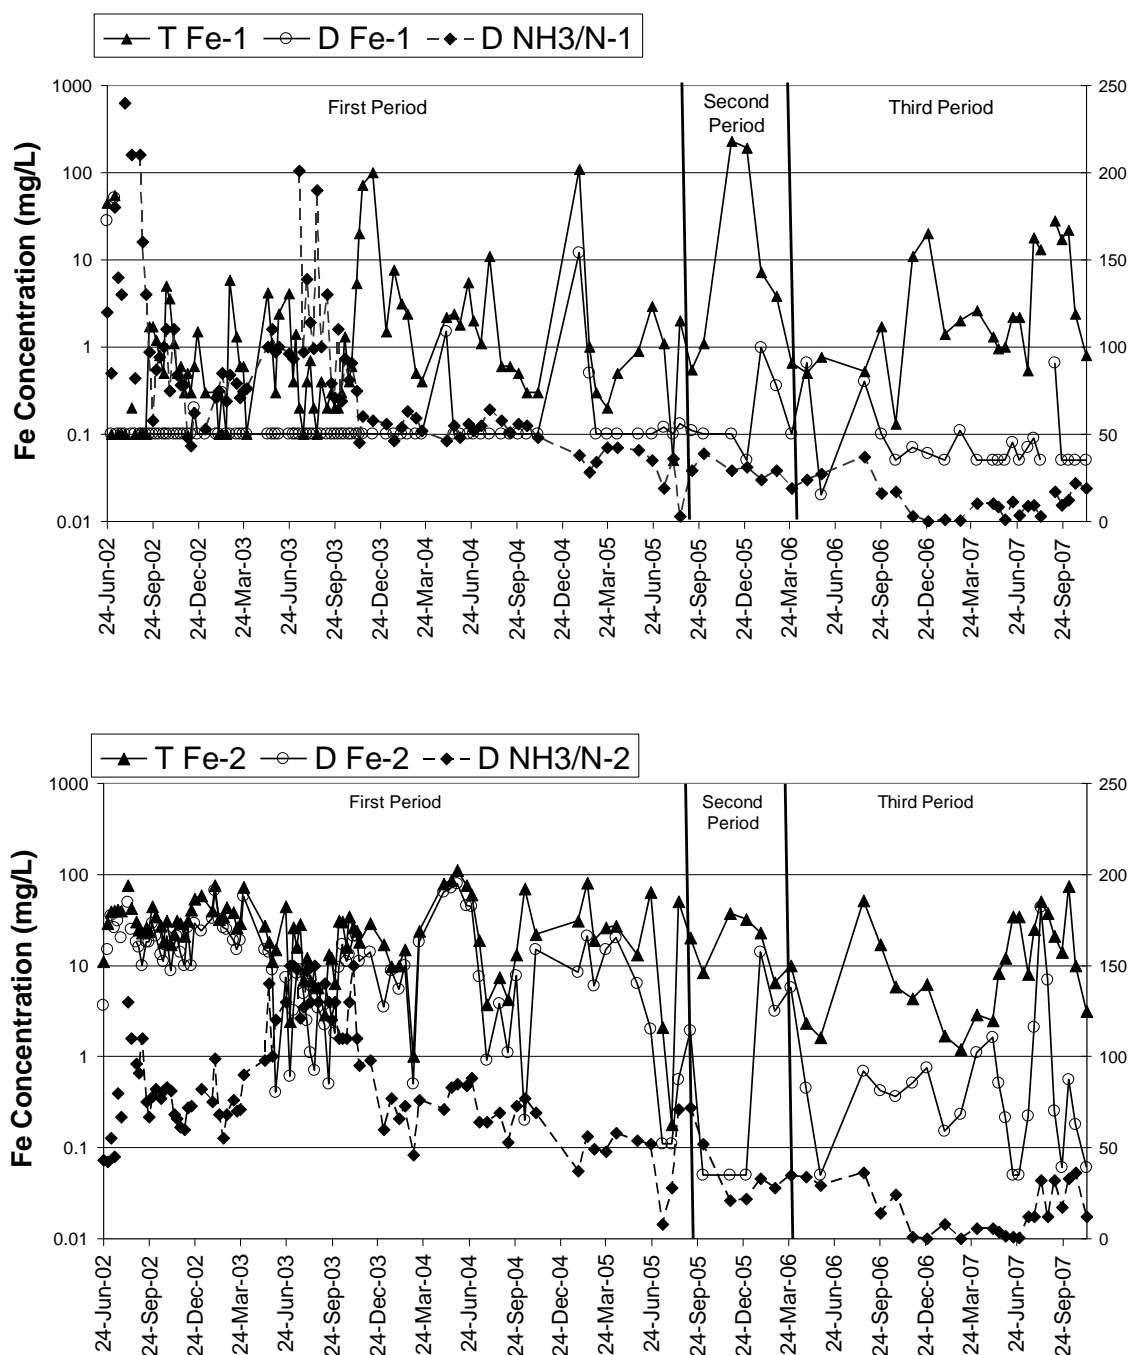 T Fe-1 D Fe-1 D NH3/N-1
1000 250
First Period Second Period Third Period
100 200
10 150
1 100
0.1 50
0.01 0
Fe Concentration (mg/L)
24-Jun-02 24-Sep-02 24-Dec-02 24-Mar-03 24-Jun-03 24-Sep-03 24-Dec-03 24-Mar-04 24-Jun-04 24-Sep-04 24-Dec-04 24-Mar-05 24-Jun-05 24-Sep-05 24-Dec-05 24-Mar-06 24-Jun-06 24-Sep-06 24-Dec-06 24-Mar-07 24-Jun-07 24-Sep-07
T Fe-2 D Fe-2 D NH3/N-2
1000 250
First Period Second Period Third Period
100 200
10 150
1 100
0.1 50
0.01 0
Fe Concentration (mg/L)
24-Jun-02 24-Sep-02 24-Dec-02 24-Mar-03 24-Jun-03 24-Sep-03 24-Dec-03 24-Mar-04 24-Jun-04 24-Sep-04 24-Dec-04 24-Mar-05 24-Jun-05 24-Sep-05 24-Dec-05 24-Mar-06 24-Jun-06 24-Sep-06 24-Dec-06 24-Mar-07 24-Jun-07 24-Sep-07